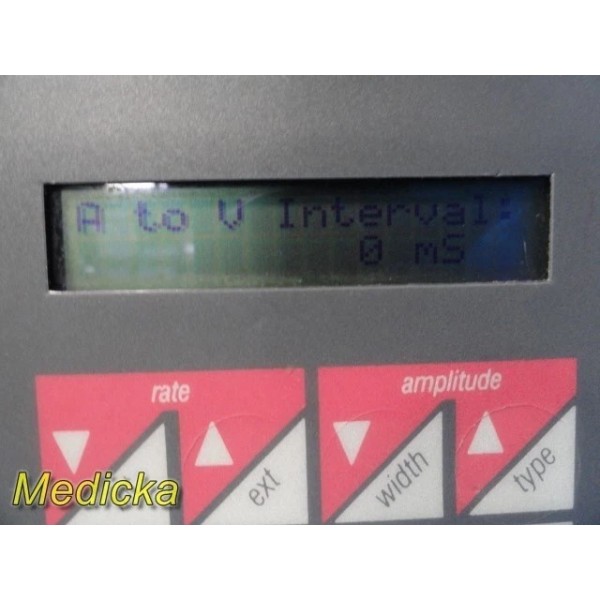 A to V Interval:
0 mS
rate
amplitude
ext
width
type
Medicka